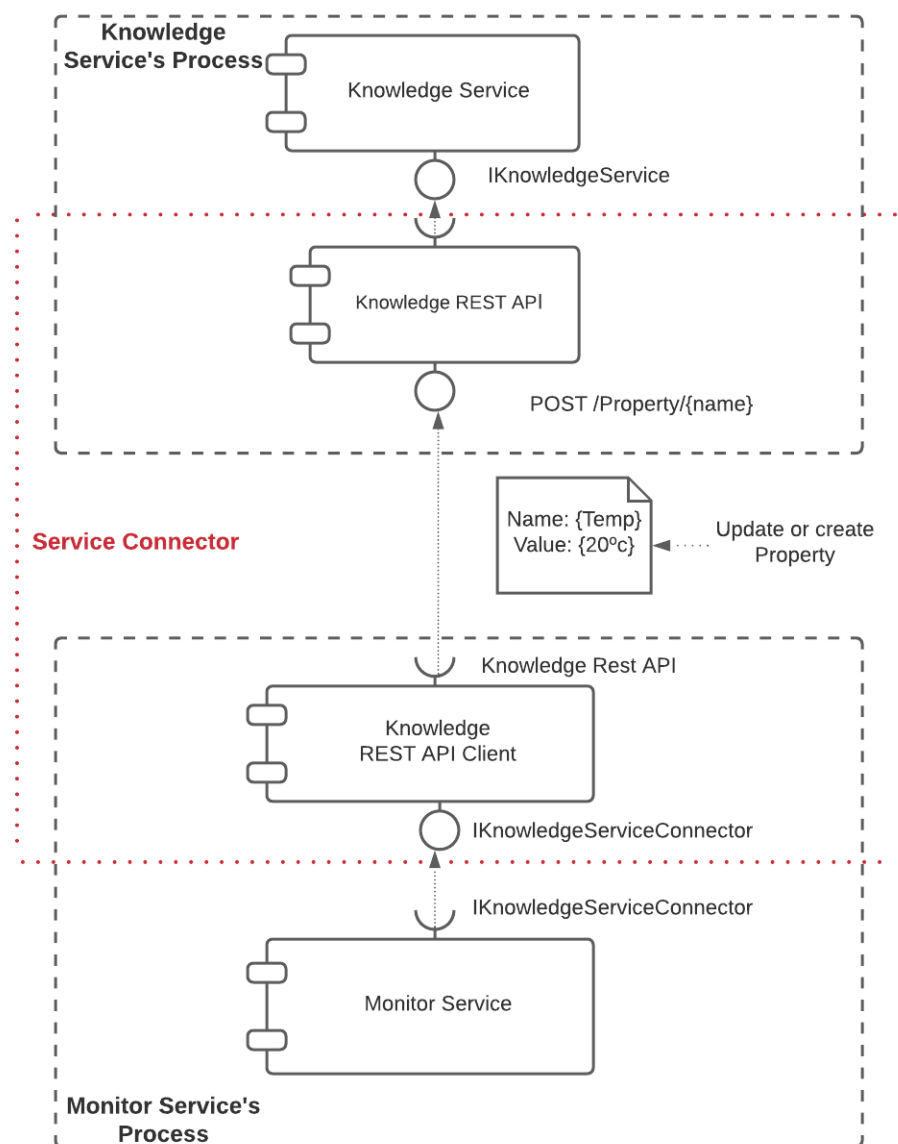 Knowledge
Service's Process
Knowledge Service
IKnowledgeService
Knowledge REST API
POST /Property/{name}
Name: {Temp}
Value: {20ºc}
Update or create
Property
Service Connector
Knowledge Rest API
Knowledge
REST API Client
IKnowledgeServiceConnector
IKnowledgeServiceConnector
Monitor Service
Monitor Service's
Process